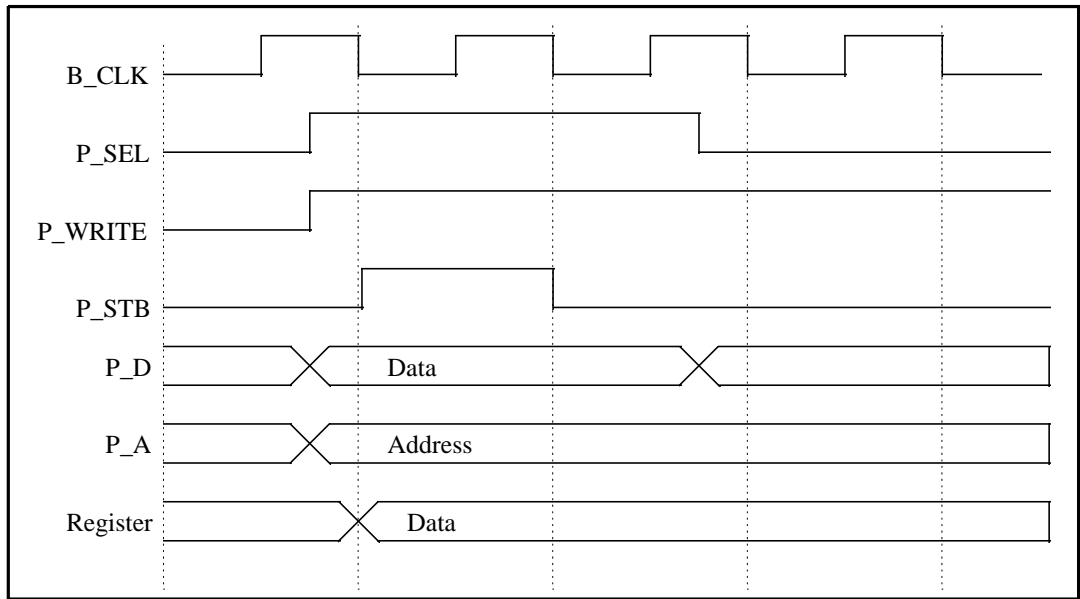 B_CLK
P_SEL
P_WRITE
P_STB
P_D Data
P_A Address
Register Data